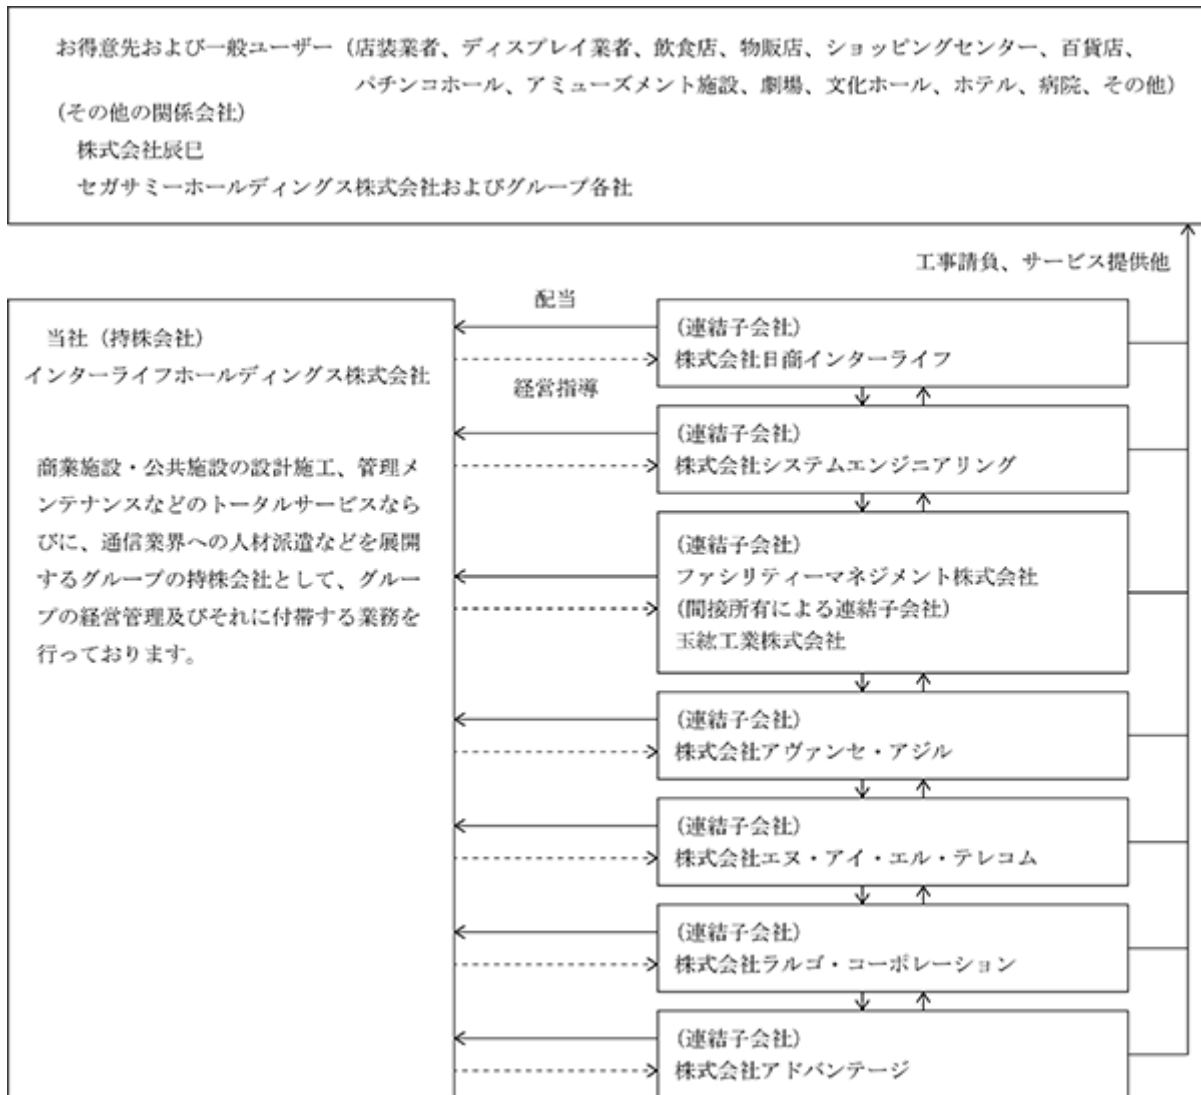 お得意先および一般ユーザー（店装業者、ディスプレイ業者、飲食店、物販店、ショッピングセンター、百貨店、
パチンコホール、アミューズメント施設、劇場、文化ホール、ホテル、病院、その他）
（その他の関係会社）
株式会社辰巳
セガサミーホールディングス株式会社およびグループ各社
工事請負、サービス提供他
当社（持株会社）
インターライフホールディングス株式会社
商業施設・公共施設の設計施工、管理メ
ンテナンスなどのトータルサービスなら
びに、通信業界への人材派遣などを展開
するグループの持株会社として、グルー
プの経営管理及びそれに付帯する業務を
行っております。
配当
経営指導
（連結子会社）
株式会社日商インターライフ
（連結子会社）
株式会社システムエンジニアリング
（連結子会社）
ファシリティーマネジメント株式会社
（間接所有による連結子会社）
玉紘工業株式会社
（連結子会社）
株式会社アヴァンセ・アジル
（連結子会社）
株式会社エヌ・アイ・エル・テレコム
（連結子会社）
株式会社ラルゴ・コーポレーション
（連結子会社）
株式会社アドバンテージ